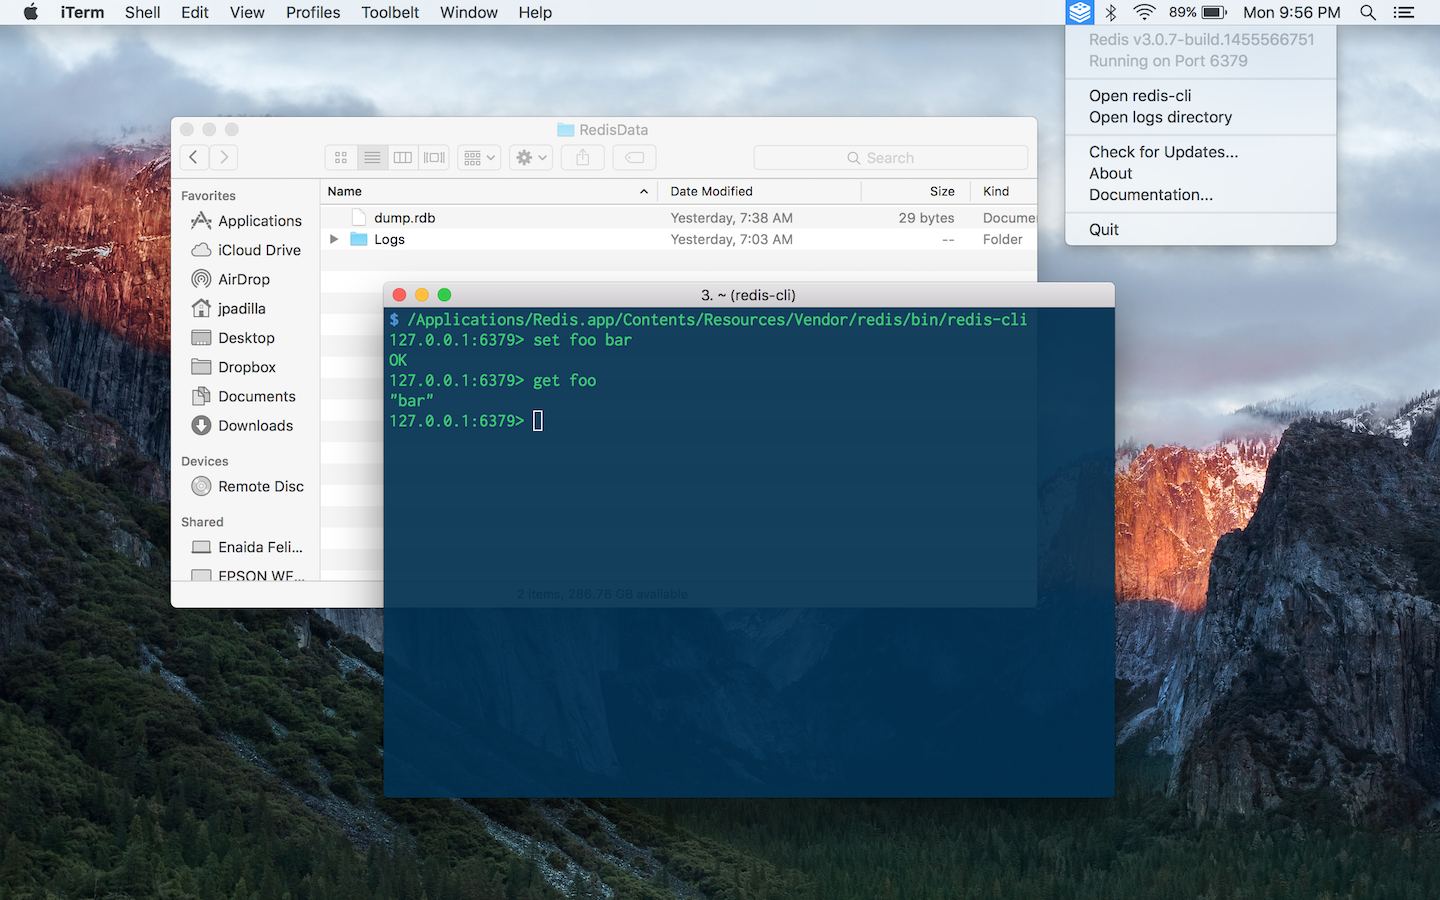 iTerm Shell Edit View Profiles Toolbelt Window Help 89% Mon 9:56 PM
Redis v3.0.7-build.1455566751
Running on Port 6379
Open redis-cli
Open logs directory
Check for Updates...
About
Documentation...
Quit
RedisData
Search
Favorites
Applications
iCloud Drive
AirDrop
jpadilla
Desktop
Dropbox
Documents
Downloads
Devices
Remote Disc
Shared
Enaida Feli...
EPSON WF...
Name Date Modified Size Kind
dump.rdb Yesterday, 7:38 AM 29 bytes Docume
Logs Yesterday, 7:03 AM -- Folder
2 items, 286.76 GB available
3. ~ (redis-cli)
$ /Applications/Redis.app/Contents/Resources/Vendor/redis/bin/redis-cli
127.0.0.1:6379> set foo bar
OK
127.0.0.1:6379> get foo
"bar"
127.0.0.1:6379>